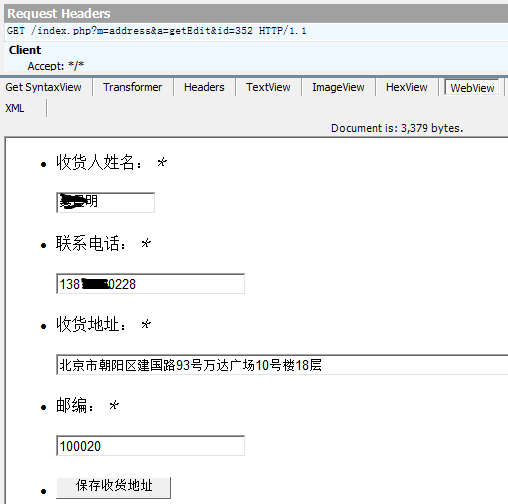 Request Headers
GET /index.php?m=address&a=getEdit&id=352 HTTP/1.1
Client
Accept: */*
Get SyntaxView Transformer Headers TextView ImageView HexView WebView
XML
Document is: 3,379 bytes.
收货人姓名： *
明
联系电话： *
138 0228
收货地址： *
北京市朝阳区建国路93号万达广场10号楼18层
邮编： *
100020
保存收货地址